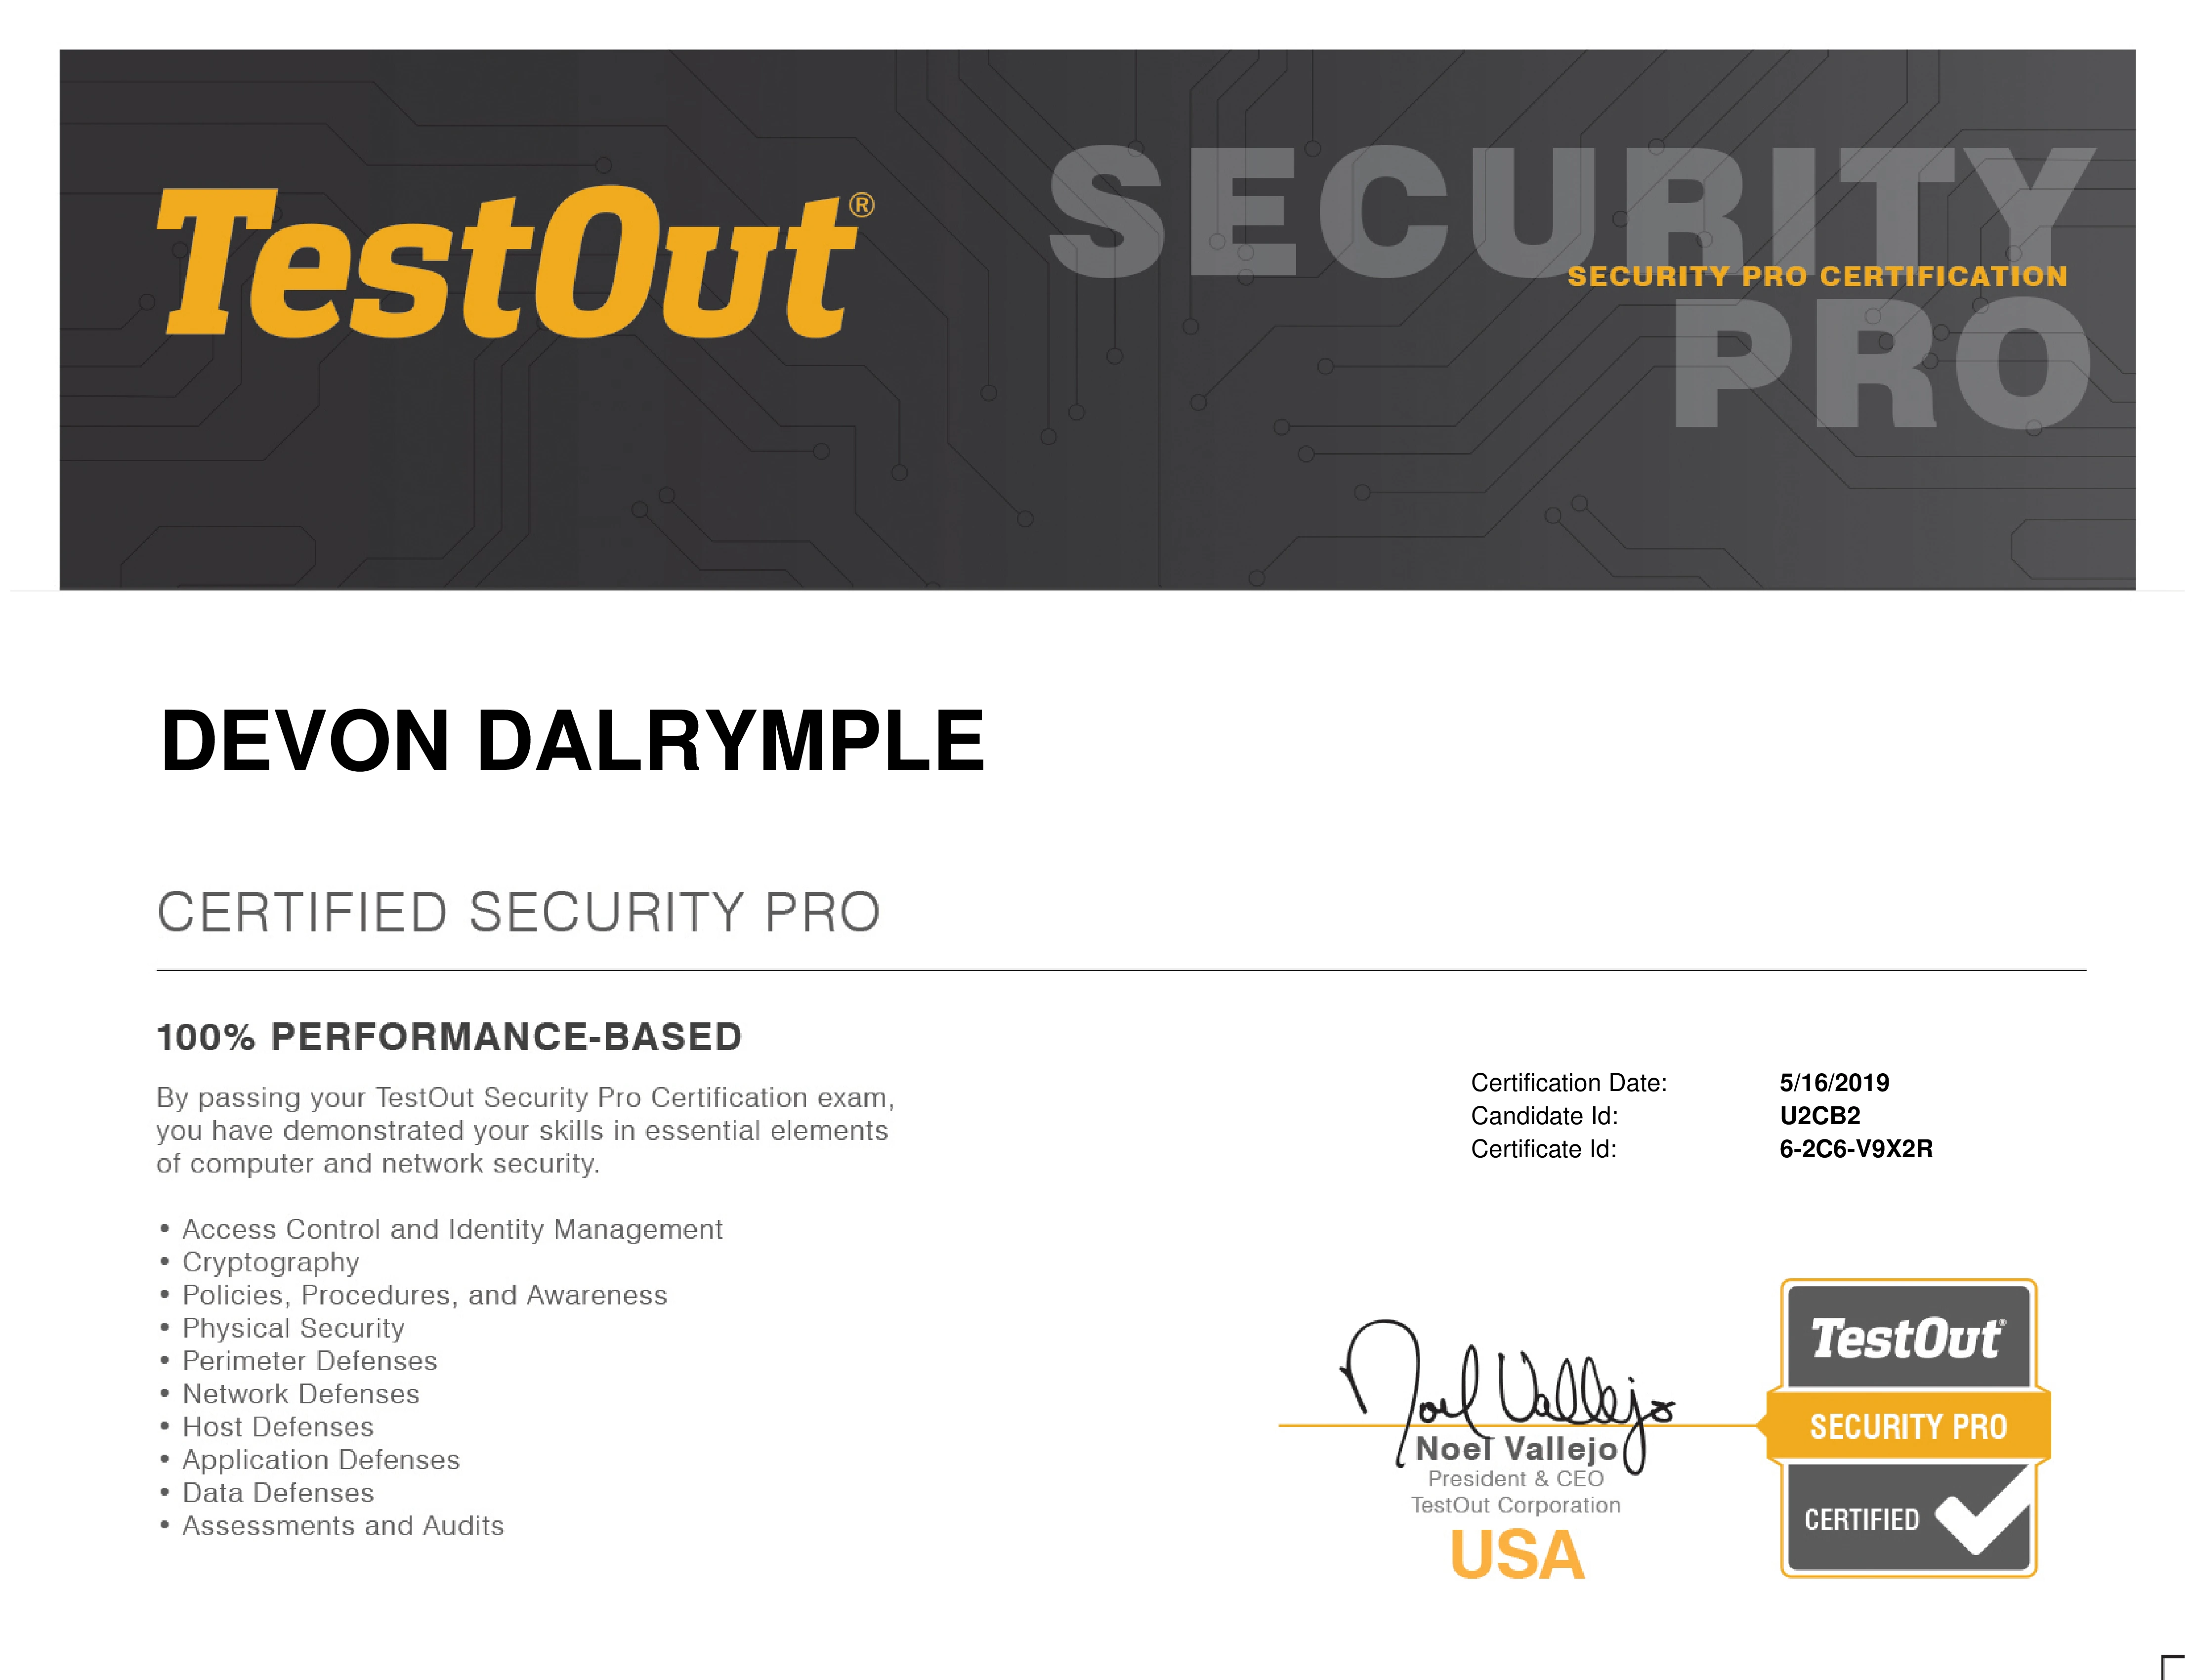 TestOut®
SECURITY
SECURITY PRO CERTIFICATION
PRO
DEVON DALRYMPLE
CERTIFIED SECURITY PRO
100% PERFORMANCE-BASED
By passing your TestOut Security Pro Certification exam,
you have demonstrated your skills in essential elements
of computer and network security.
• Access Control and Identity Management
• Cryptography
• Policies, Procedures, and Awareness
• Physical Security
• Perimeter Defenses
• Network Defenses
• Host Defenses
• Application Defenses
• Data Defenses
• Assessments and Audits
Certification Date: 5/16/2019
Candidate Id: U2CB2
Certificate Id: 6-2C6-V9X2R
Noel Vallejo
Noel Vallejo
President & CEO
TestOut Corporation
USA
TestOut®
SECURITY PRO
CERTIFIED